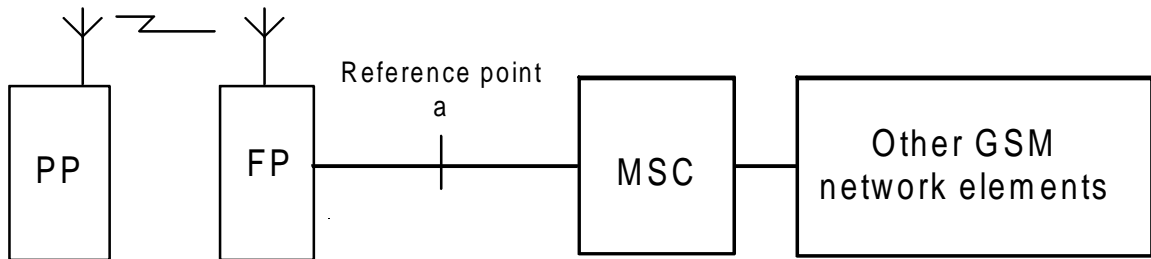 Reference point
a
PP
FP
MSC
Other GSM
network elements